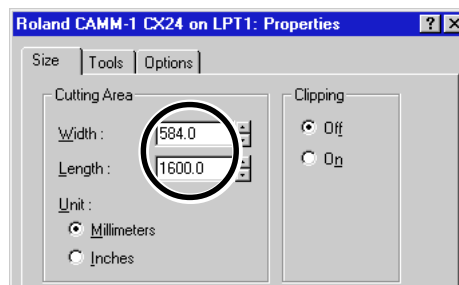 Roland CAMM-1 CX24 on LPT1: Properties ? X
Size Tools Options
Cutting Area Clipping
Width : 584.0 Off
Length : 1600.0 On
Unit :
Millimeters
Inches